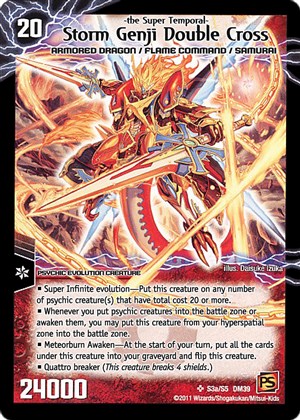 20
-the Super Temporal-
Storm Genji Double Cross
ARMORED DRAGON / FLAME COMMAND / SAMURAI
illus. Daisuke Izuka
PSYCHIC EVOLUTION CREATURE
■ Super Infinite evolution—Put this creature on any number
of psychic creature(s) that have total cost 20 or more.
■ Whenever you put psychic creatures into the battle zone or
awaken them, you may put this creature from your hyperspatial
zone into the battle zone.
■ Meteorburn Awaken—At the start of your turn, put all the cards
under this creature into your graveyard and flip this creature.
■ Quattro breaker (This creature breaks 4 shields.)
24000
S3a/S5 DM39
©2011 Wizards/Shogakukan/Mitsui-Kids
PS